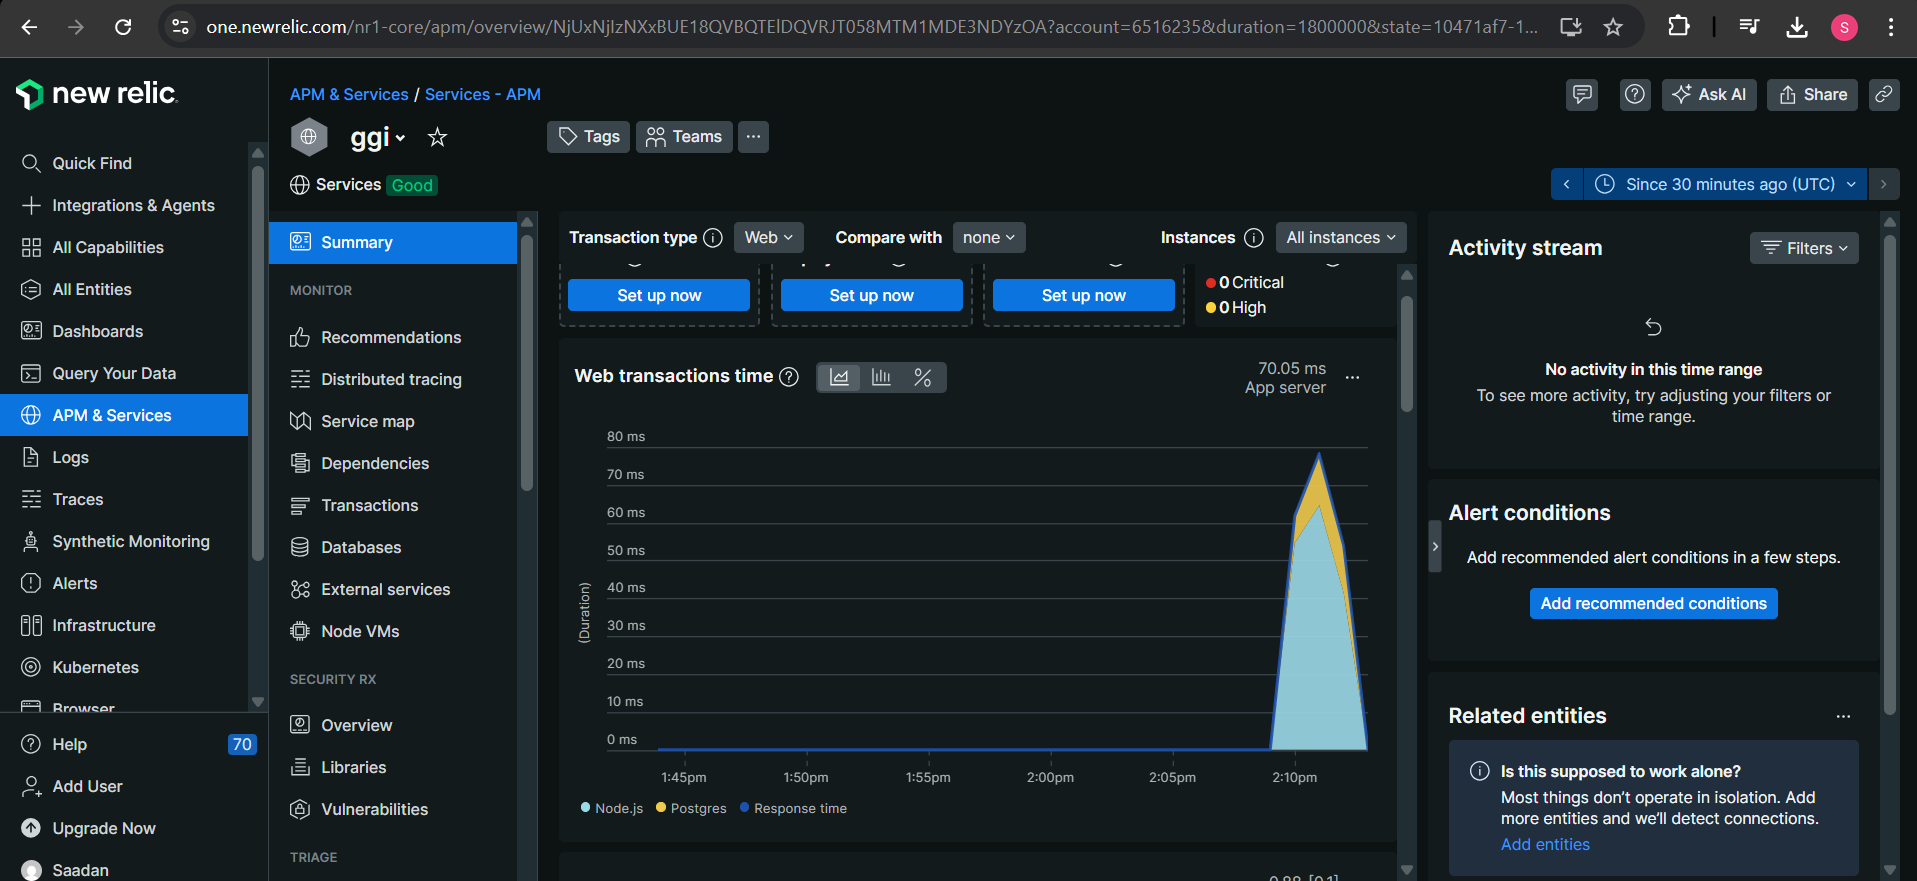 one.newrelic.com/nr1-core/apm/overview/NjUxNjIzNXxBUE18QVBQTElDQVRJT058MTM1MDE3NDYzOA?account=6516235&duration=1800000&state=10471af7-1...
S
new relic
APM & Services / Services - APM
Ask AI
Share
ggi
Tags
Teams
...
Services Good
Since 30 minutes ago (UTC)
Quick Find
Integrations & Agents
All Capabilities
All Entities
Dashboards
Query Your Data
APM & Services
Logs
Traces
Synthetic Monitoring
Alerts
Infrastructure
Kubernetes
Browser
Help 70
Add User
Upgrade Now
Saadan
Summary
MONITOR
Recommendations
Distributed tracing
Service map
Dependencies
Transactions
Databases
External services
Node VMs
SECURITY RX
Overview
Libraries
Vulnerabilities
TRIAGE
Transaction type Web Compare with none Instances All instances
Set up now Set up now Set up now
0 Critical
0 High
Web transactions time
70.05 ms
App server
...
80 ms
70 ms
60 ms
50 ms
40 ms
30 ms
20 ms
10 ms
0 ms
(Duration)
1:45pm 1:50pm 1:55pm 2:00pm 2:05pm 2:10pm
Node.js Postgres Response time
Activity stream
Filters
No activity in this time range
To see more activity, try adjusting your filters or
time range.
Alert conditions
Add recommended alert conditions in a few steps.
Add recommended conditions
Related entities
...
Is this supposed to work alone?
Most things don't operate in isolation. Add
more entities and we'll detect connections.
Add entities